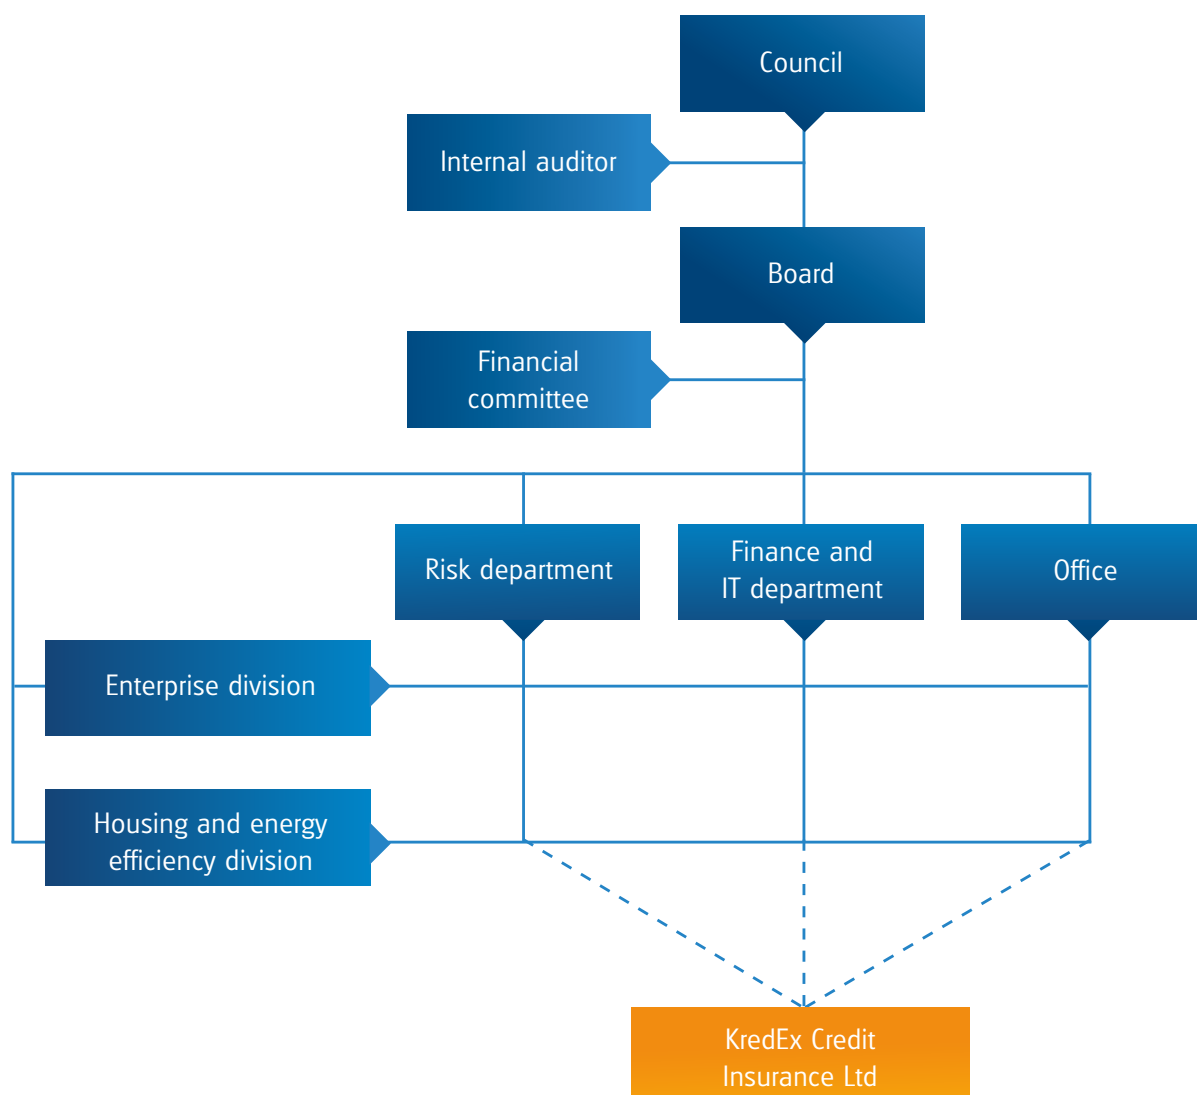 Council
Internal auditor
Board
Financial
committee
Risk department
Finance and
IT department
Office
Enterprise division
Housing and energy
efficiency division
KredEx Credit
Insurance Ltd